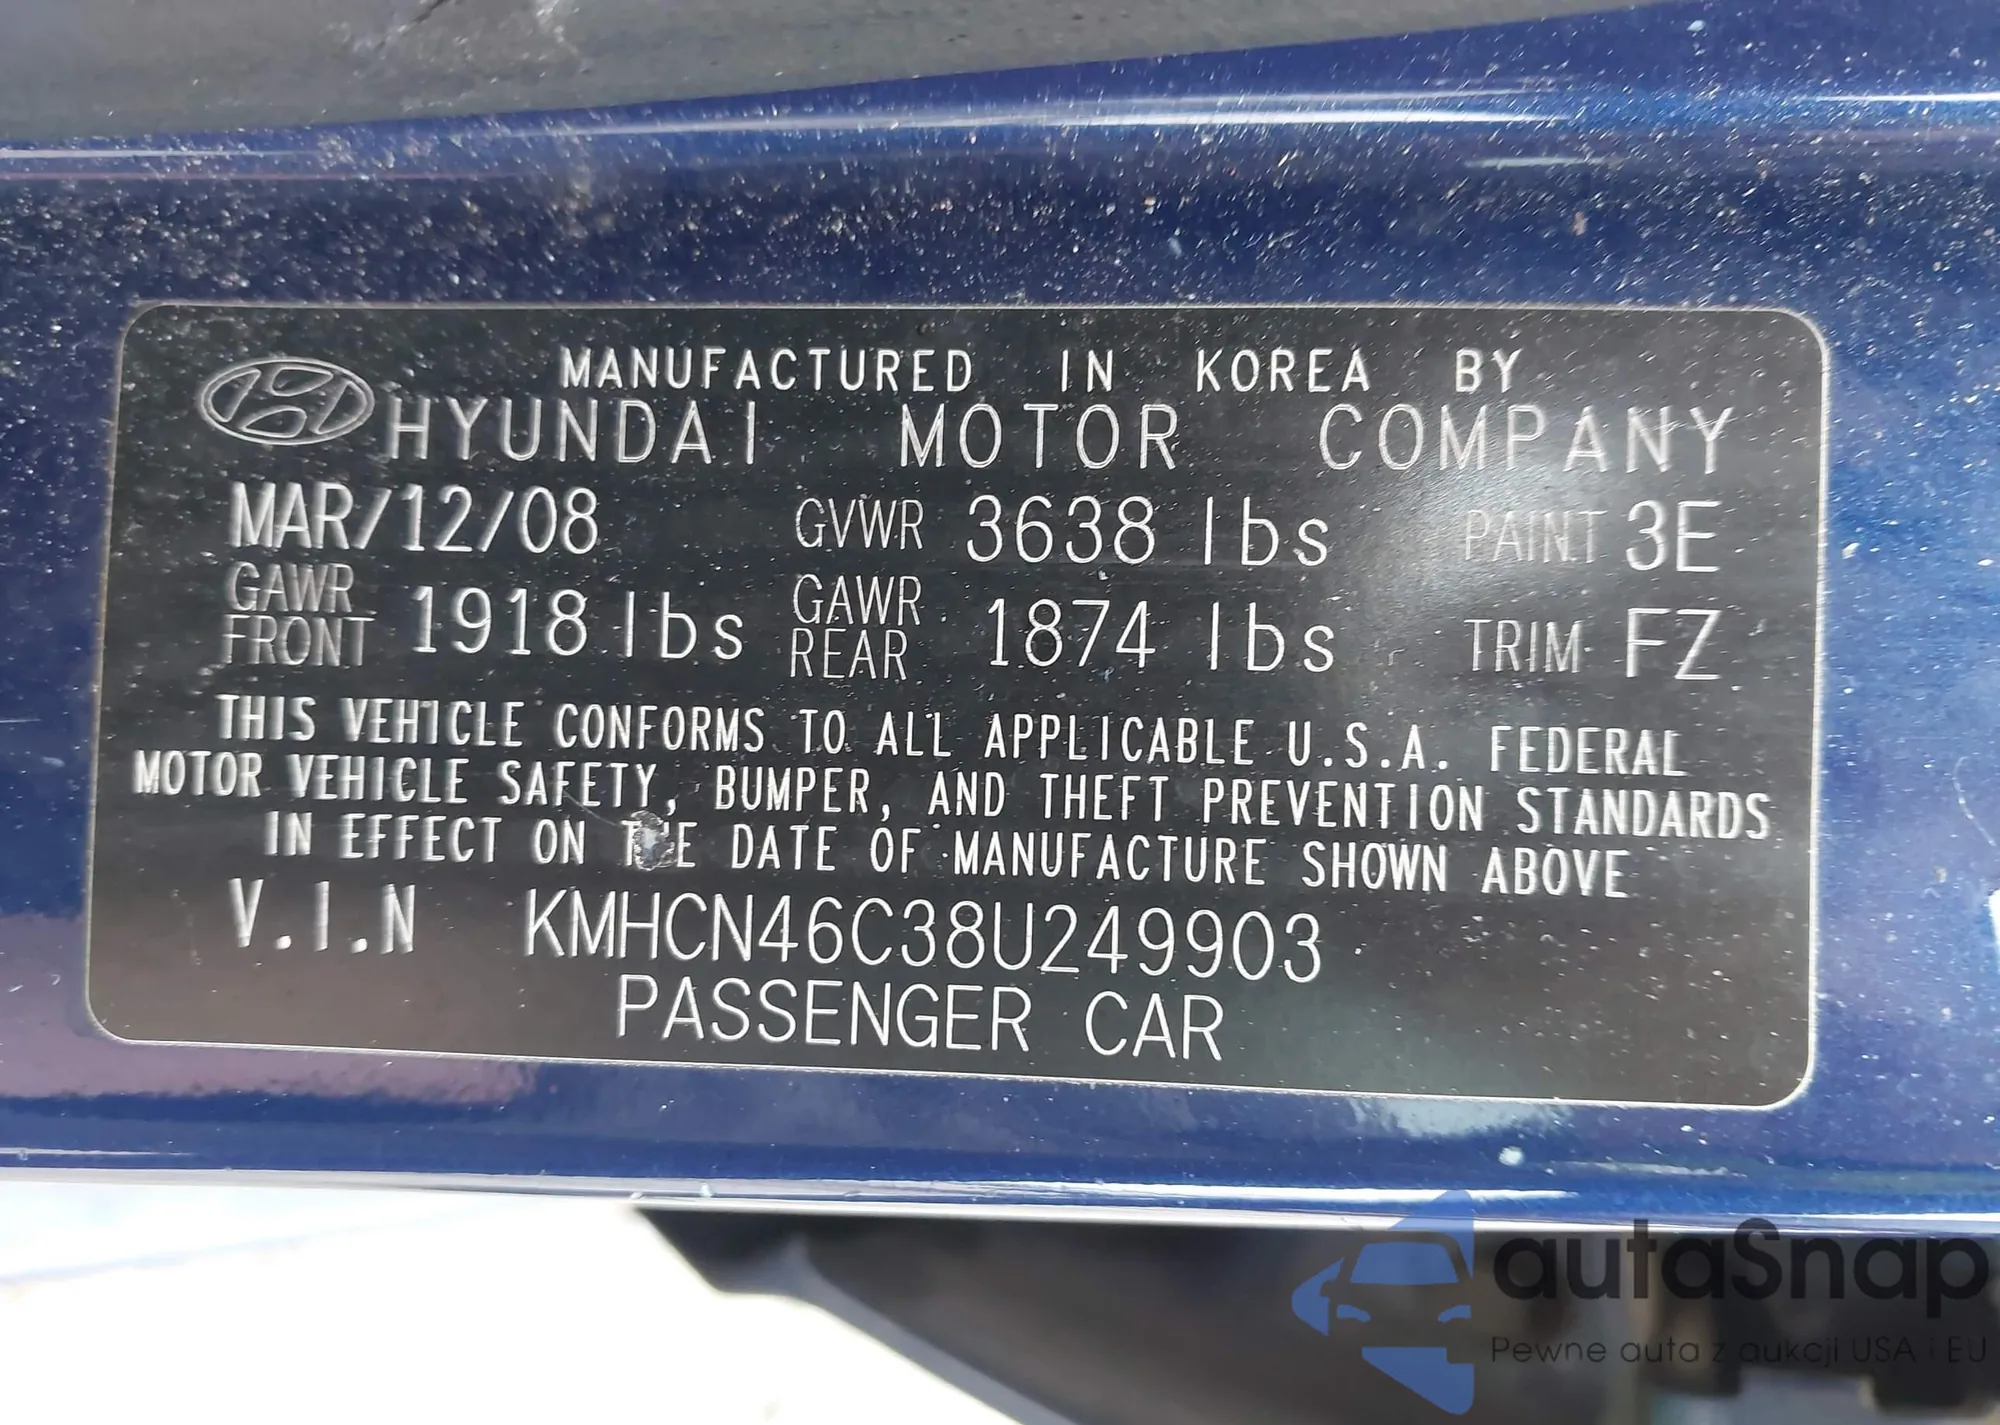 MANUFACTURED IN KOREA BY
HYUNDAI MOTOR COMPANY
MAR/12/08 GVWR 3638 lbs PAINT 3E
GAWR FRONT 1918 lbs GAWR REAR 1874 lbs TRIM FZ
THIS VEHICLE CONFORMS TO ALL APPLICABLE U.S.A. FEDERAL
MOTOR VEHICLE SAFETY, BUMPER, AND THEFT PREVENTION STANDARDS
IN EFFECT ON THE DATE OF MANUFACTURE SHOWN ABOVE
V.I.N KMHCN46C38U249903
PASSENGER CAR
autaSnap
Pewne auta z aukcji USA i EU